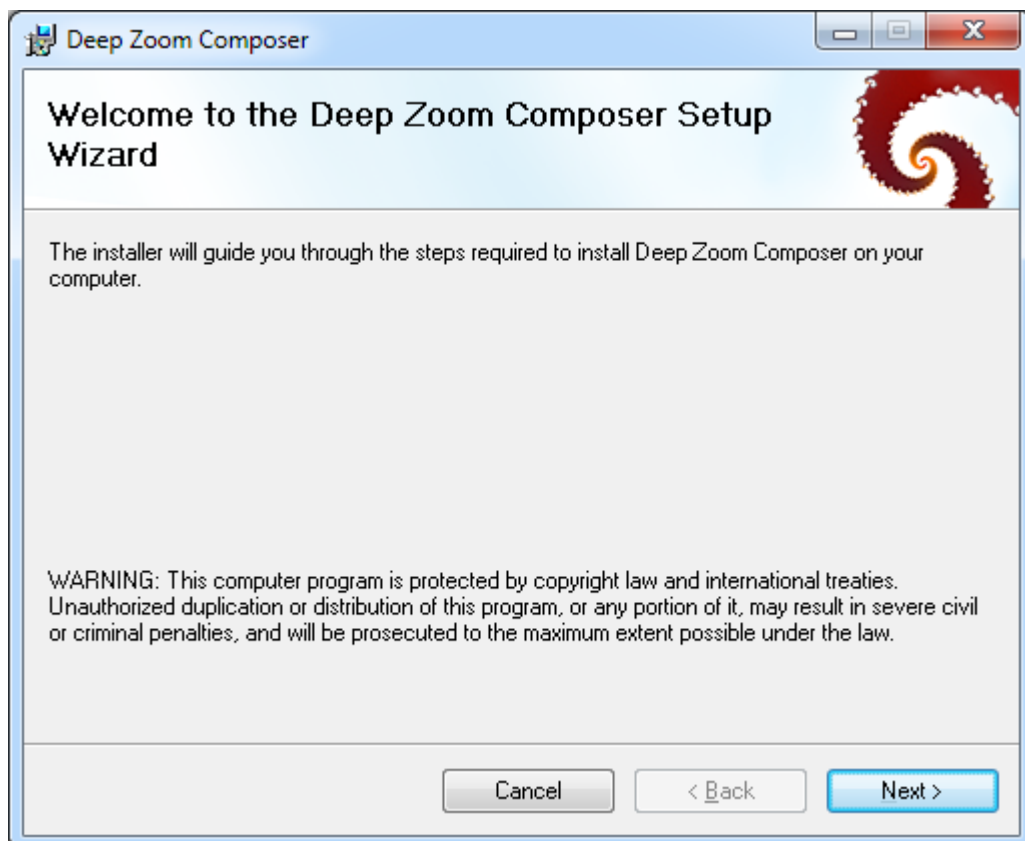 Deep Zoom Composer
Welcome to the Deep Zoom Composer Setup
Wizard
The installer will guide you through the steps required to install Deep Zoom Composer on your
computer.
WARNING: This computer program is protected by copyright law and international treaties.
Unauthorized duplication or distribution of this program, or any portion of it, may result in severe civil
or criminal penalties, and will be prosecuted to the maximum extent possible under the law.
Cancel < Back Next >